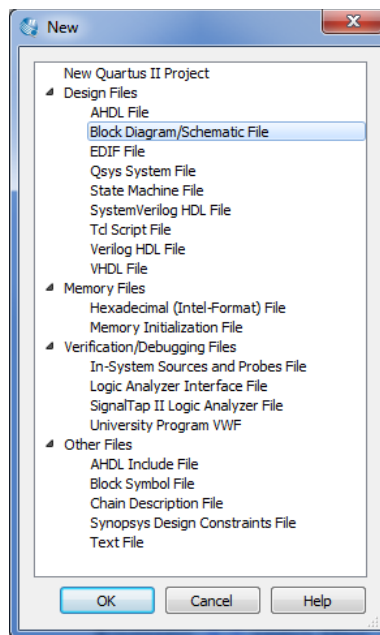 New
New Quartus II Project
Design Files
AHDL File
Block Diagram/Schematic File
EDIF File
Qsys System File
State Machine File
SystemVerilog HDL File
Tcl Script File
Verilog HDL File
VHDL File
Memory Files
Hexadecimal (Intel-Format) File
Memory Initialization File
Verification/Debugging Files
In-System Sources and Probes File
Logic Analyzer Interface File
SignalTap II Logic Analyzer File
University Program VWF
Other Files
AHDL Include File
Block Symbol File
Chain Description File
Synopsys Design Constraints File
Text File
OK Cancel Help